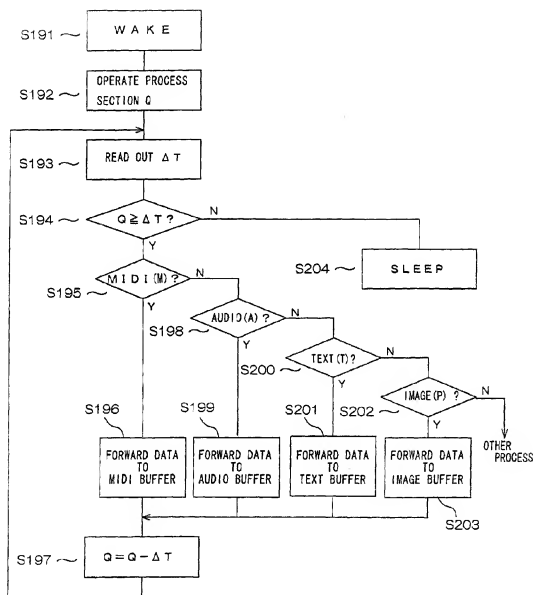 S191
WAKE
S192
OPERATE PROCESS
SECTION Q
S193
READ OUT ΔT
S194
Q≧ΔT?
N
Y
S204
SLEEP
S195
MIDI(M)?
N
Y
S198
AUDIO(A)?
N
Y
S200
TEXT(T)?
N
Y
S202
IMAGE(P)?
N
Y
OTHER
PROCESS
S196
FORWARD DATA
TO
MIDI BUFFER
S199
FORWARD DATA
TO
AUDIO BUFFER
S201
FORWARD DATA
TO
TEXT BUFFER
FORWARD DATA
TO
IMAGE BUFFER
S203
S197
Q=Q-ΔT